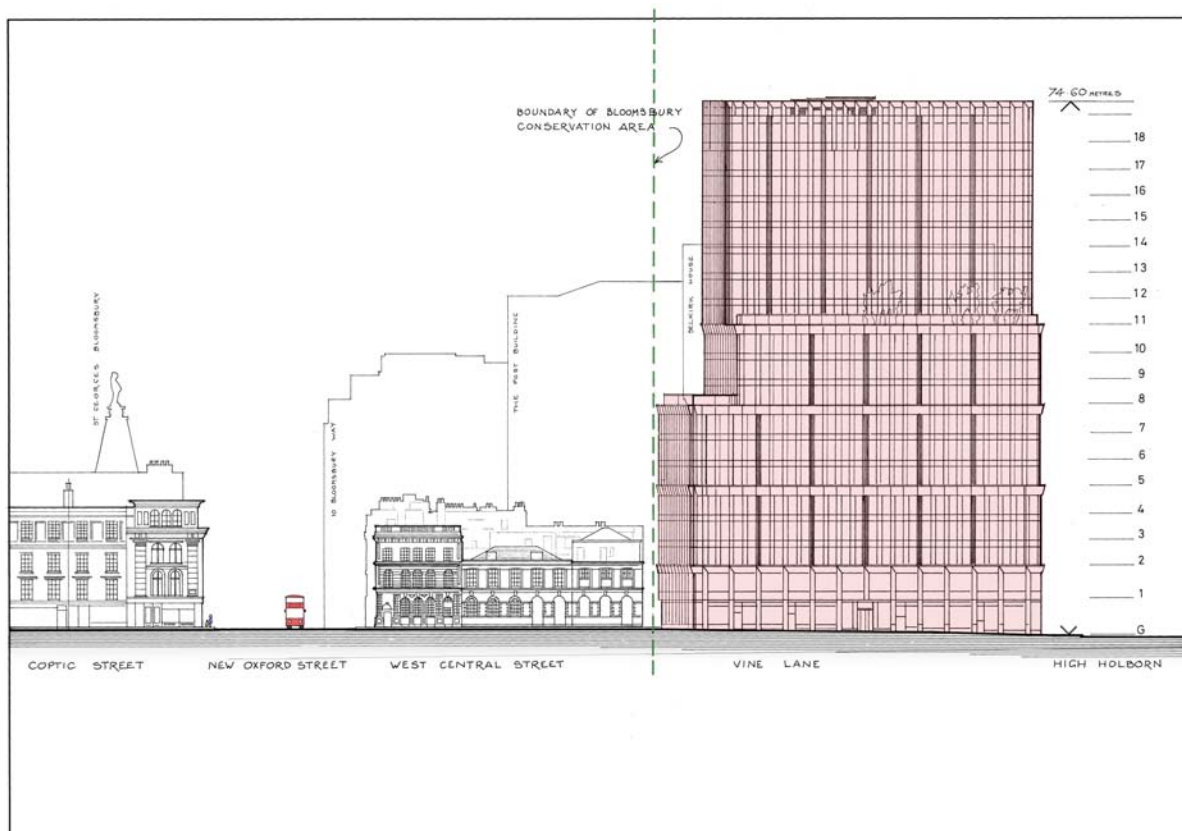 74·60 METRES
BOUNDARY OF BLOOMSBURY
CONSERVATION AREA
18
17
16
15
14
13
12
11
10
9
8
7
6
5
4
3
2
1
G
ST GEORGES BLOOMSBURY
10 BLOOMSBURY WAY
THE POST BUILDING
SELKIRK HOUSE
COPTIC STREET
NEW OXFORD STREET
WEST CENTRAL STREET
VINE LANE
HIGH HOLBORN